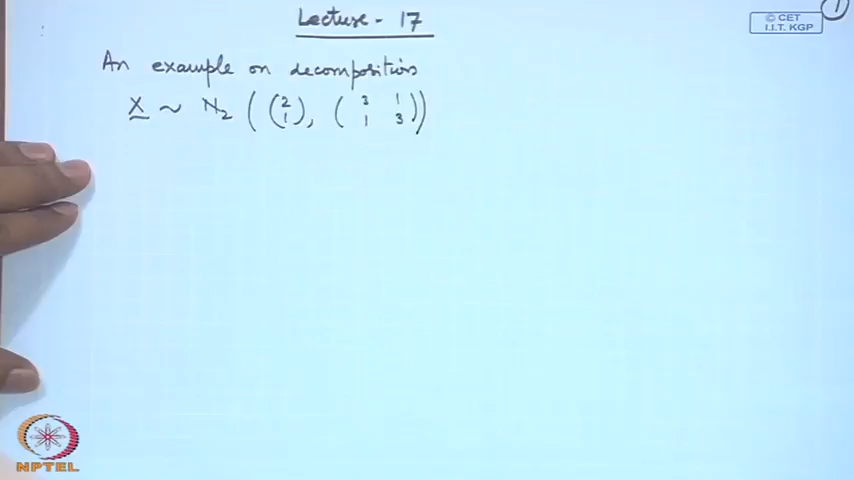 Lecture - 17
© CET
I.I.T. KGP
1
An example on decomposition
X ~ N₂ ( (2 1), (3 1 1 3) )
NPTEL